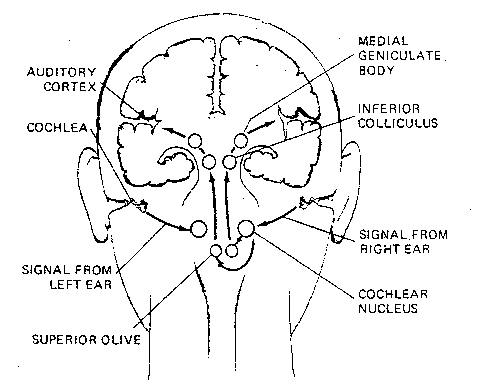 MEDIAL
GENICULATE
BODY
AUDITORY
CORTEX
INFERIOR
COLLICULUS
COCHLEA
SIGNAL FROM
RIGHT EAR
SIGNAL FROM
LEFT EAR
COCHLEAR
NUCLEUS
SUPERIOR OLIVE